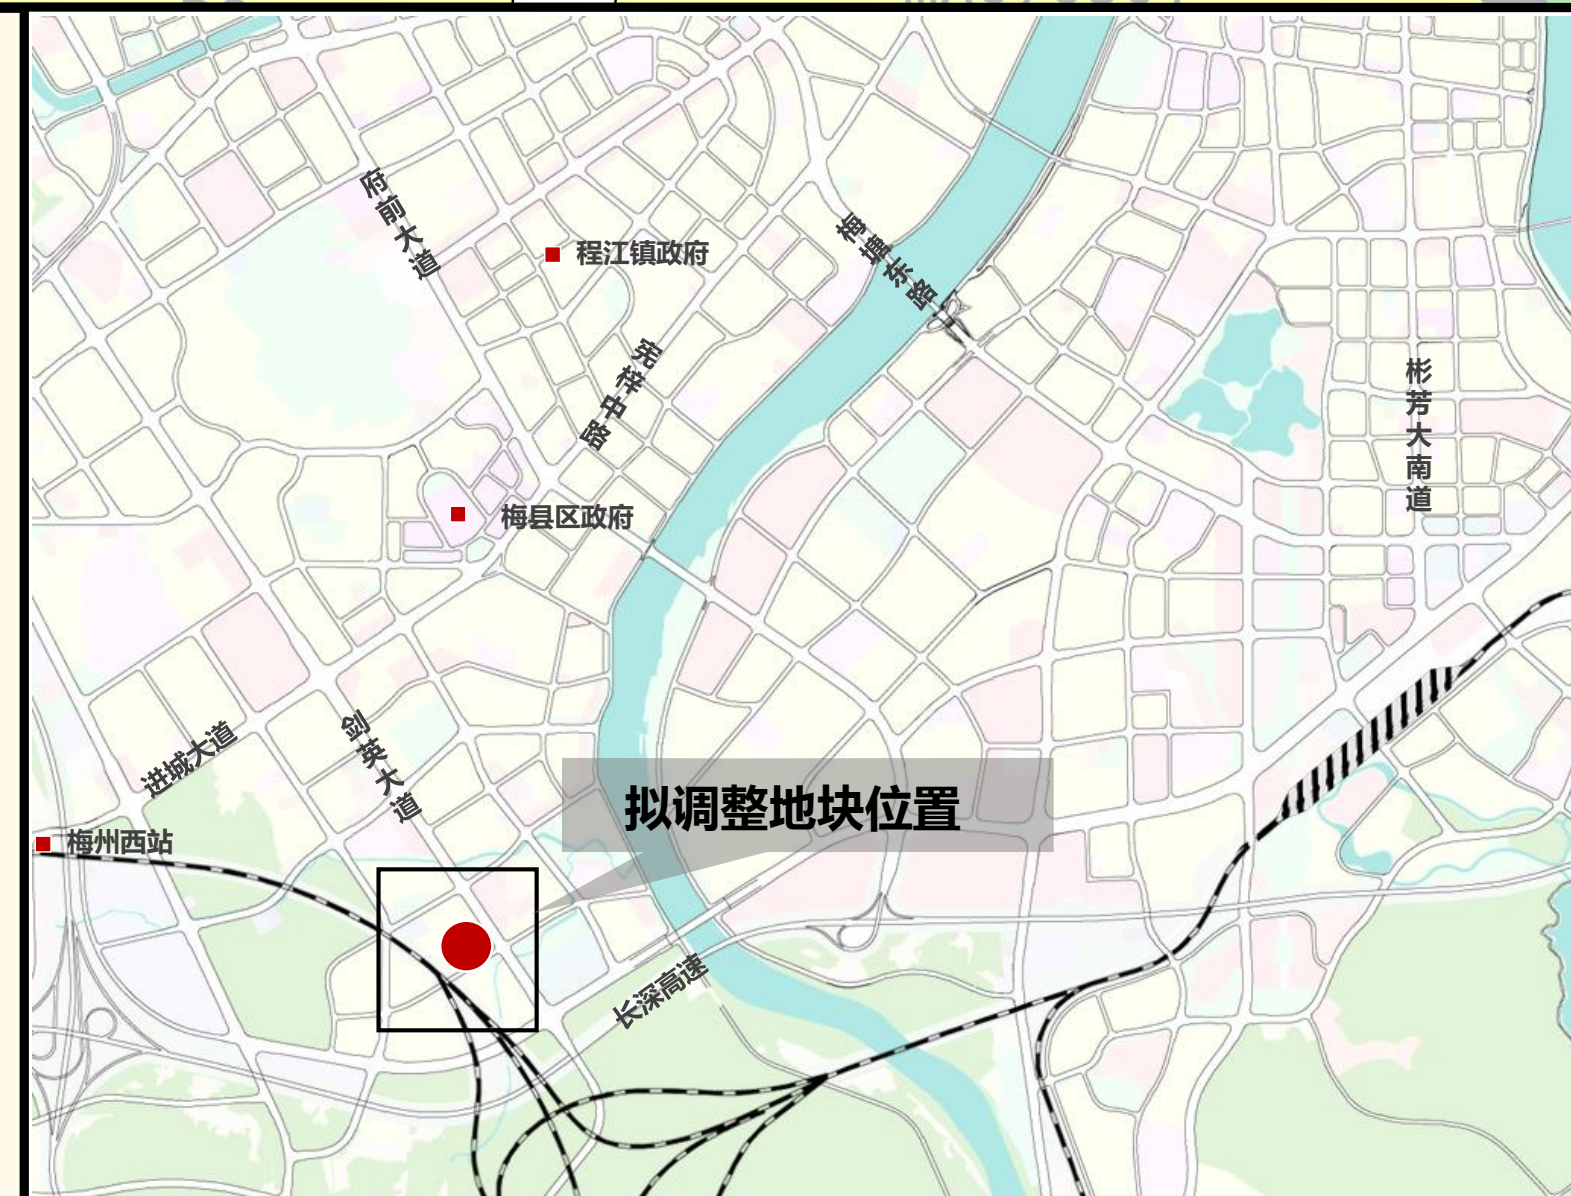 府前大道
程江镇政府
梅塘东路
宪梓中路
彬芳大南道
梅县区政府
进城大道
剑英大道
拟调整地块位置
梅州西站
长深高速